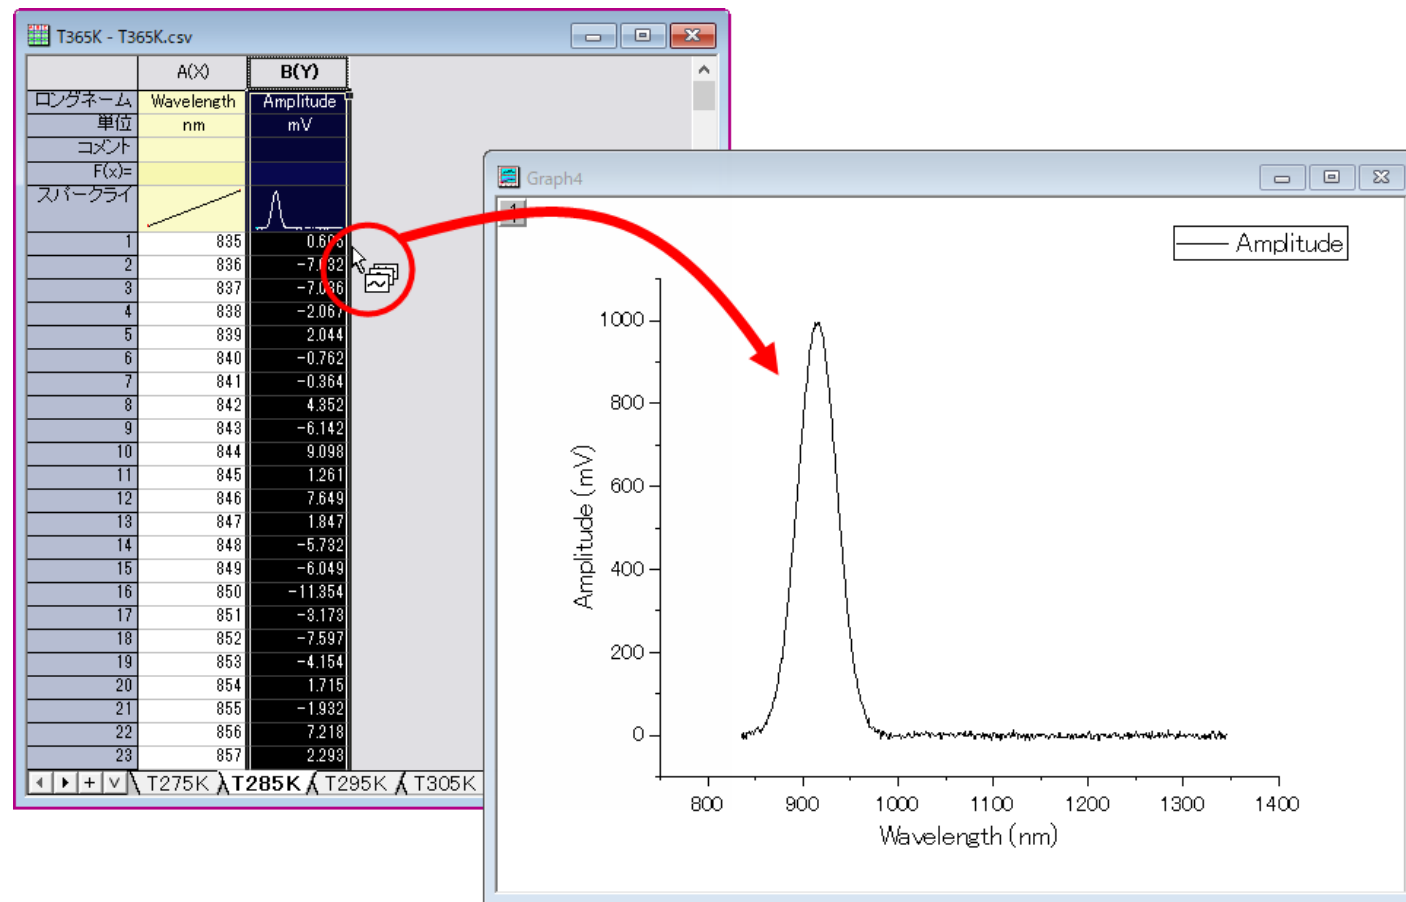 T365K - T365K.csv
A(X) B(Y)
ロングネーム Wavelength Amplitude
単位 nm mV
コメント
F(x)=
スパークライ
1 835
2 836
3 837
4 838 -2.067
5 839 2.044
6 840 -0.762
7 841 -0.364
8 842 4.352
9 843 -6.142
10 844 9.098
11 845 1.261
12 846 7.649
13 847 1.847
14 848 -5.732
15 849 -6.049
16 850 -11.354
17 851 -3.173
18 852 -7.597
19 853 -4.154
20 854 1.715
21 855 -1.932
22 856 7.218
23 857 2.293
T275K T285K T295K T305K
Graph4
1
Amplitude
1000
800
600
400
200
0
Amplitude (mV)
800 900 1000 1100 1200 1300 1400
Wavelength (nm)